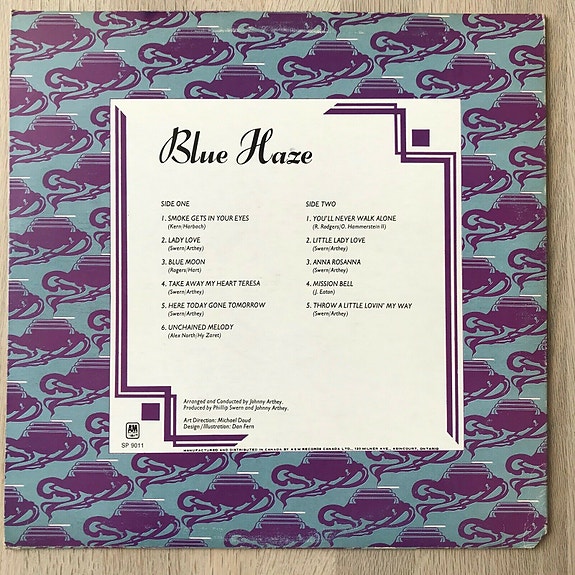 Blue Haze
SIDE ONE
1. SMOKE GETS IN YOUR EYES
(Kern/Harbach)
2. LADY LOVE
(Swern/Arthey)
3. BLUE MOON
(Rogers/Hart)
4. TAKE AWAY MY HEART TERESA
(Swern/Arthey)
5. HERE TODAY GONE TOMORROW
(Swern/Arthey)
6. UNCHAINED MELODY
(Alex North/Hy Zaret)
SIDE TWO
1. YOU'LL NEVER WALK ALONE
(R. Rodgers/O. Hammerstein II)
2. LITTLE LADY LOVE
(Swern/Arthey)
3. ANNA ROSANNA
(Swern/Arthey)
4. MISSION BELL
(J. Eaton)
5. THROW A LITTLE LOVIN' MY WAY
(Swern/Arthey)
Arranged and Conducted by Johnny Arthey.
Produced by Phillip Swern and Johnny Arthey.
Art Direction: Michael Doud
Design/Illustration: Dan Fern
A&M
SP 9011
MANUFACTURED AND DISTRIBUTED IN CANADA BY A&M RECORDS CANADA LTD., 120 MILNER AVE., AGINCOURT, ONTARIO